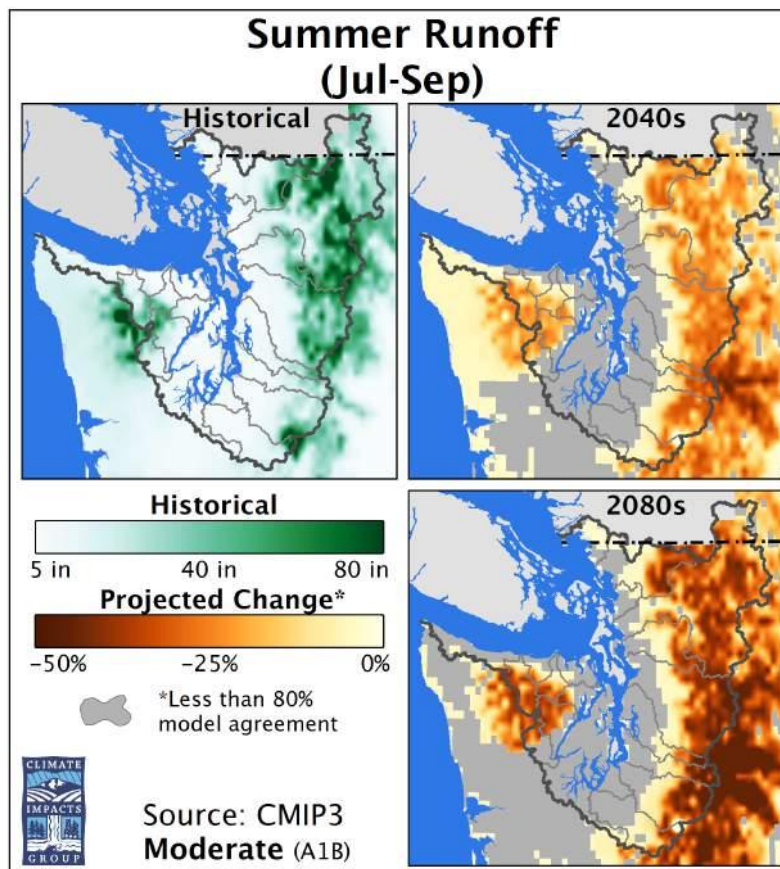 Summer Runoff
(Jul-Sep)
Historical
2040s
Historical
5 in 40 in 80 in
Projected Change*
-50% -25% 0%
*Less than 80%
model agreement
2080s
CLIMATE
IMPACTS
GROUP
Source: CMIP3
Moderate (A1B)